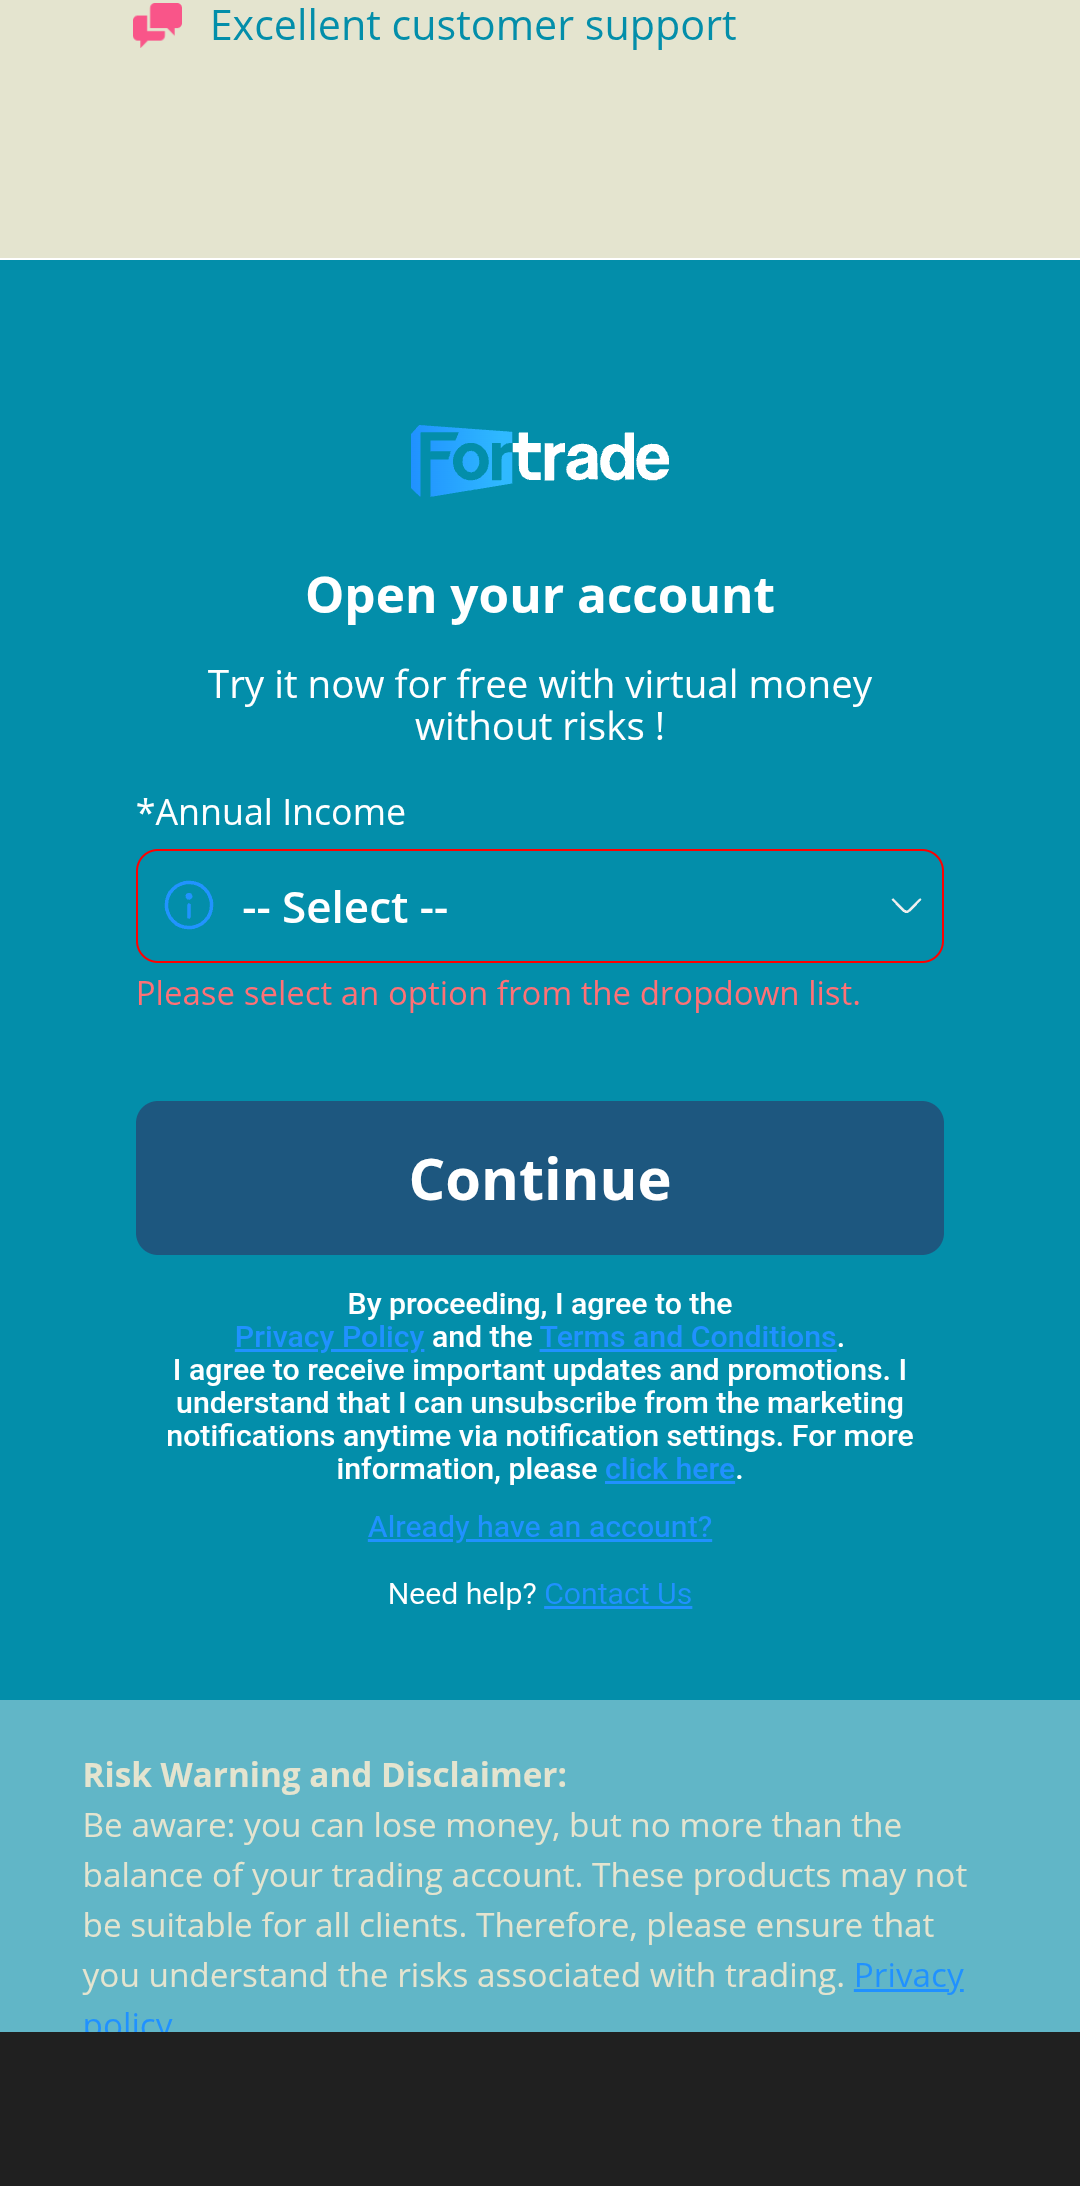 Excellent customer support
Fortrade
Open your account
Try it now for free with virtual money
without risks !
*Annual Income
-- Select --
Please select an option from the dropdown list.
Continue
By proceeding, I agree to the
Privacy Policy and the Terms and Conditions.
I agree to receive important updates and promotions. I
understand that I can unsubscribe from the marketing
notifications anytime via notification settings. For more
information, please click here.
Already have an account?
Need help? Contact Us
Risk Warning and Disclaimer:
Be aware: you can lose money, but no more than the
balance of your trading account. These products may not
be suitable for all clients. Therefore, please ensure that
you understand the risks associated with trading. Privacy
policy